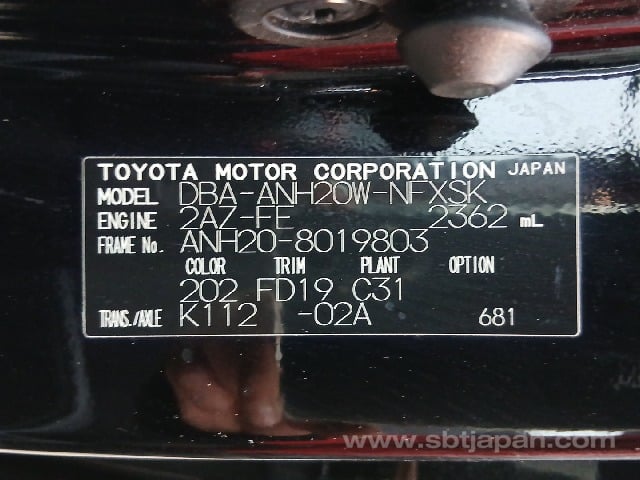 TOYOTA MOTOR CORPORATION JAPAN
MODEL DBA-ANH20W-NFXSK
ENGINE 2AZ-FE 2362 mL
FRAME No. ANH20-8019803
COLOR TRIM PLANT OPTION
202 FD19 C31
TRANS./AXLE K112 -02A 681
www.sbtjapan.com